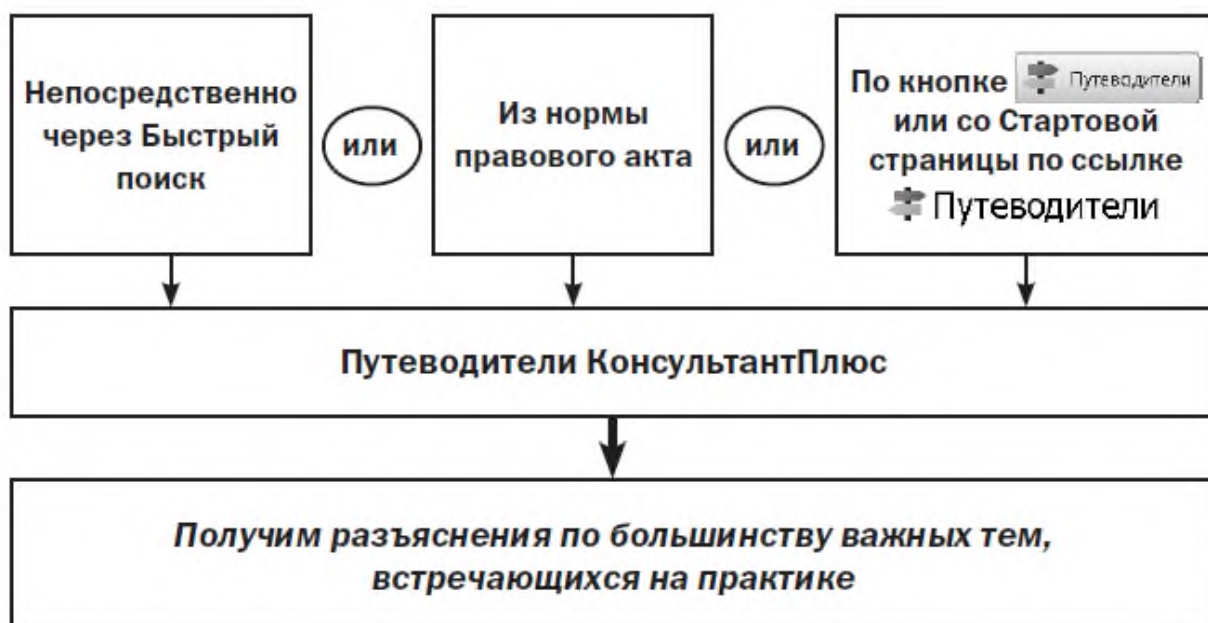 Непосредственно
через Быстрый
поиск
или
Из нормы
правового акта
или
По кнопке Путеводители
или со Стартовой
страницы по ссылке
Путеводители
Путеводители КонсультантПлюс
Получим разъяснения по большинству важных тем,
встречающихся на практике